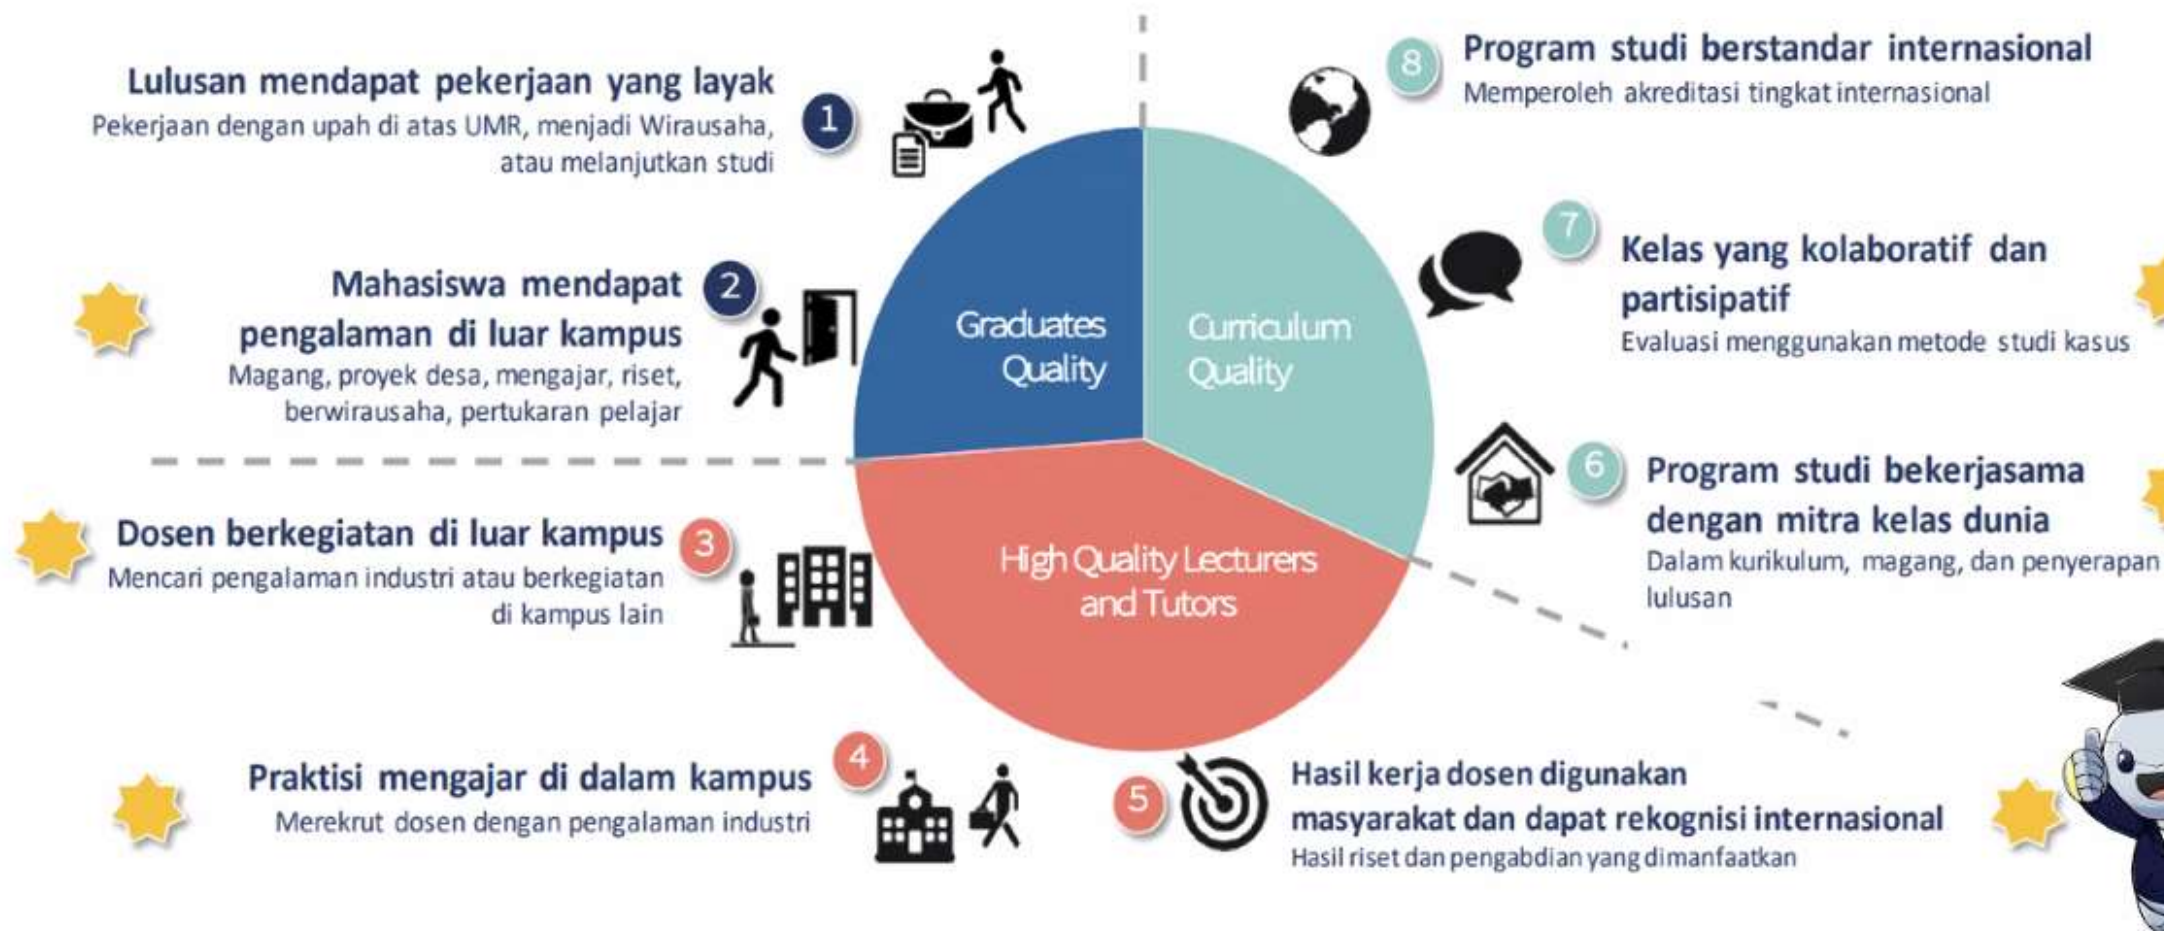 Lulusan mendapat pekerjaan yang layak
Pekerjaan dengan upah di atas UMR, menjadi Wirausaha,
atau melanjutkan studi
1
Mahasiswa mendapat
pengalaman di luar kampus
Magang, proyek desa, mengajar, riset,
berwirausaha, pertukaran pelajar
2
Dosen berkegiatan di luar kampus
Mencari pengalaman industri atau berkegiatan
di kampus lain
3
Praktisi mengajar di dalam kampus
Merekrut dosen dengan pengalaman industri
4
5
Hasil kerja dosen digunakan
masyarakat dan dapat rekognisi internasional
Hasil riset dan pengabdian yang dimanfaatkan
6
Program studi bekerjasama
dengan mitra kelas dunia
Dalam kurikulum, magang, dan penyerapan
lulusan
7
Kelas yang kolaboratif dan
partisipatif
Evaluasi menggunakan metode studi kasus
8
Program studi berstandar internasional
Memperoleh akreditasi tingkat internasional
Graduates
Quality
Curriculum
Quality
High Quality Lecturers
and Tutors